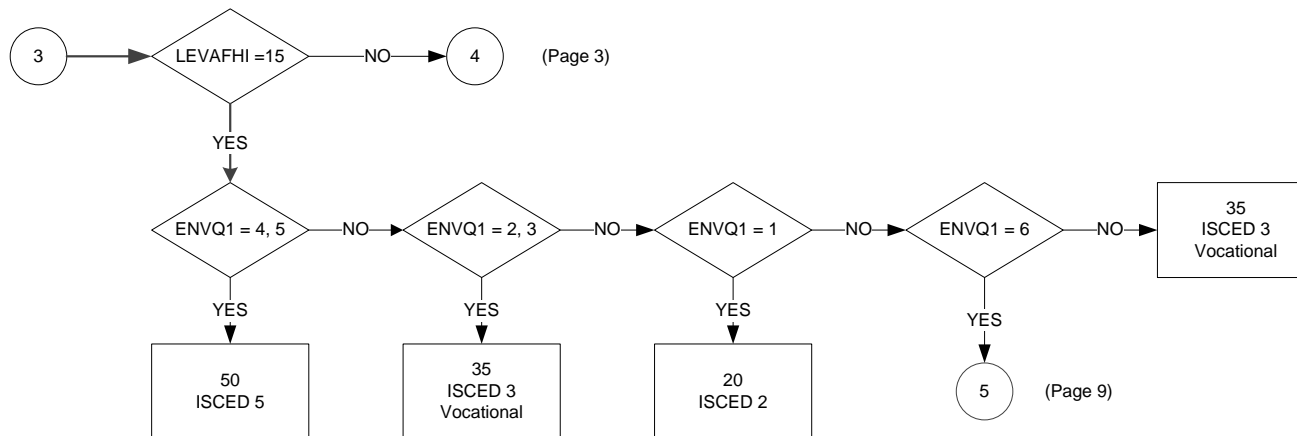 3
LEVAFHI =15
NO
4
(Page 3)
YES
ENVQ1 = 4, 5
NO
ENVQ1 = 2, 3
NO
ENVQ1 = 1
NO
ENVQ1 = 6
NO
35
ISCED 3
Vocational
YES
YES
YES
YES
50
ISCED 5
35
ISCED 3
Vocational
20
ISCED 2
5
(Page 9)